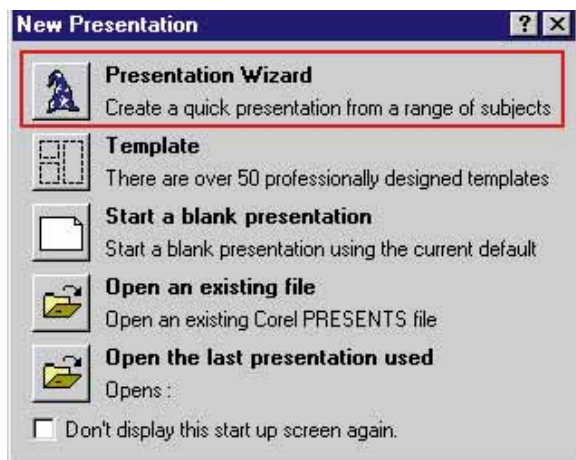 New Presentation
Presentation Wizard
Create a quick presentation from a range of subjects
Template
There are over 50 professionally designed templates
Start a blank presentation
Start a blank presentation using the current default
Open an existing file
Open an existing Corel PRESENTS file
Open the last presentation used
Opens :
Don't display this start up screen again.